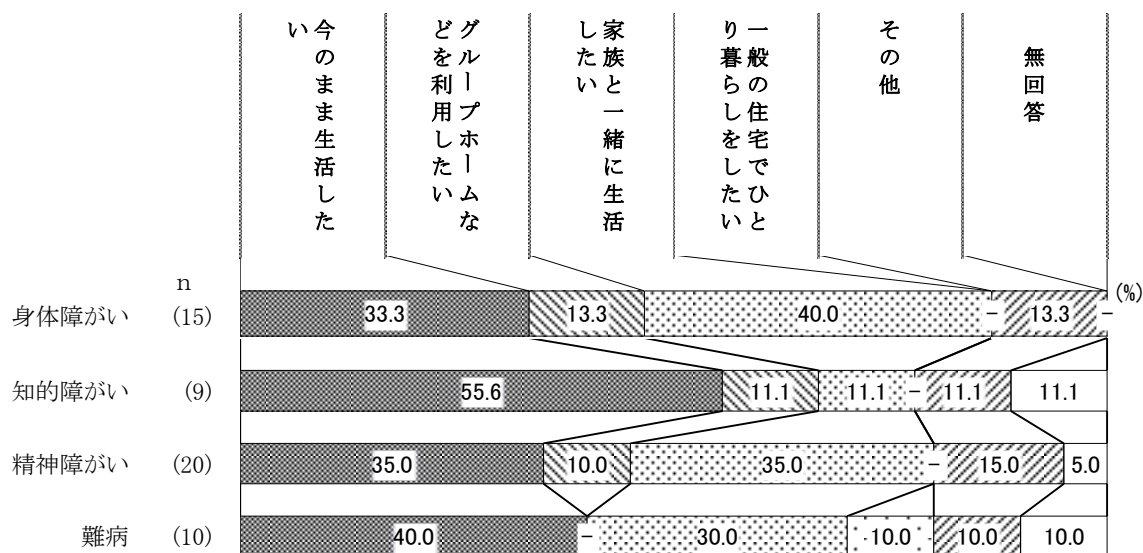 今のまま生活した
い
グループホームな
どを利用したい
家族と一緒に生活
したい
一般の住宅でひと
り暮らしをしたい
その他
無回答
n
(%)
身体障がい (15) 33.3 13.3 40.0 - 13.3 -
知的障がい (9) 55.6 11.1 11.1 - 11.1 11.1
精神障がい (20) 35.0 10.0 35.0 - 15.0 5.0
難病 (10) 40.0 - 30.0 10.0 10.0 10.0